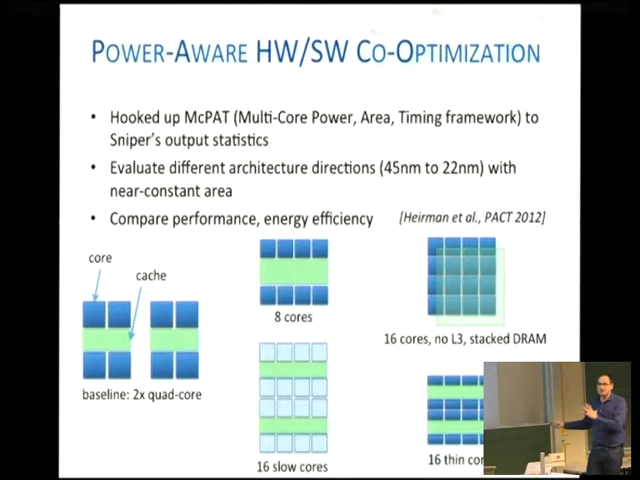 POWER-AWARE HW/SW CO-OPTIMIZATION
• Hooked up McPAT (Multi-Core Power, Area, Timing framework) to
Sniper's output statistics
• Evaluate different architecture directions (45nm to 22nm) with
near-constant area
• Compare performance, energy efficiency
[Heirman et al., PACT 2012]
core
cache
baseline: 2x quad-core
8 cores
16 slow cores
16 cores, no L3, stacked DRAM
16 thin